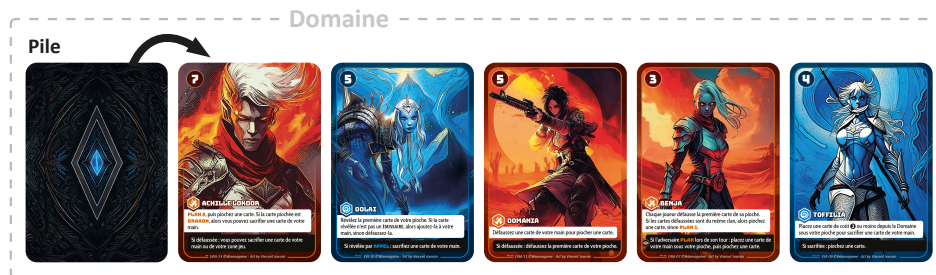 Domaine
Pile
7
ACHILLE LONDOR
PLAN 2, puis piochez une carte. Si la carte piochée est
DRAKON, alors vous pouvez sacrifier une carte de votre
main.
Si défaussée : vous pouvez sacrifier une carte de votre
main ou de votre zone jeu.
5
OOLAI
Révélez la première carte de votre pioche. Si la carte
révélée n'est pas un ÉMISSAIRE, alors ajoutez-la à votre
main, sinon défaussez-la.
Si révélée par APPEL : sacrifiez une carte de votre main.
5
DOMANIA
Défaussez une carte de votre main pour piocher une carte.
Si défaussée : défaussez la première carte de votre pioche.
3
BENJA
Chaque joueur défausse la première carte de sa pioche.
Si les cartes défaussées sont du même clan, alors, piochez
une carte, sinon PLAN 2.
Si l'adversaire PLAN lors de son tour : placez une carte de
votre main sous votre pioche, puis piochez une carte.
4
TOFFILIA
Placez une carte de coût 2 ou moins depuis le Domaine
sous votre pioche pour sacrifier une carte de votre main.
Si sacrifiée : piochez une carte.